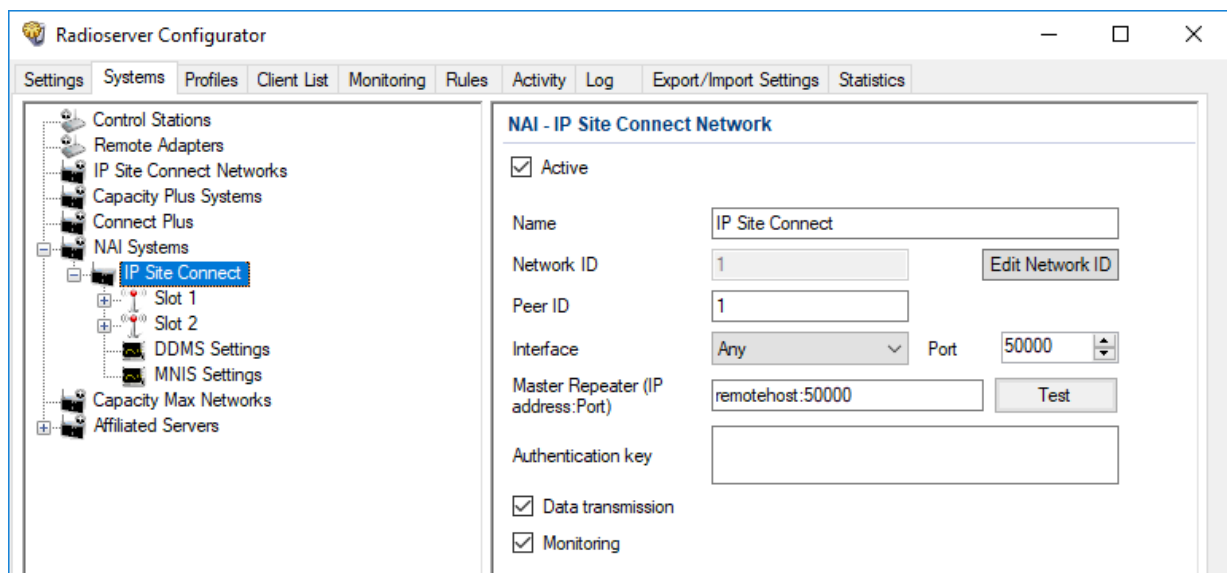 Radioserver Configurator
Settings Systems Profiles Client List Monitoring Rules Activity Log Export/Import Settings Statistics
Control Stations
Remote Adapters
IP Site Connect Networks
Capacity Plus Systems
Connect Plus
NAI Systems
IP Site Connect
Slot 1
Slot 2
DDMS Settings
MNIS Settings
Capacity Max Networks
Affiliated Servers
NAI - IP Site Connect Network
Active
Name IP Site Connect
Network ID 1 Edit Network ID
Peer ID 1
Interface Any Port 50000
Master Repeater (IP
address:Port) remotehost:50000 Test
Authentication key
Data transmission
Monitoring